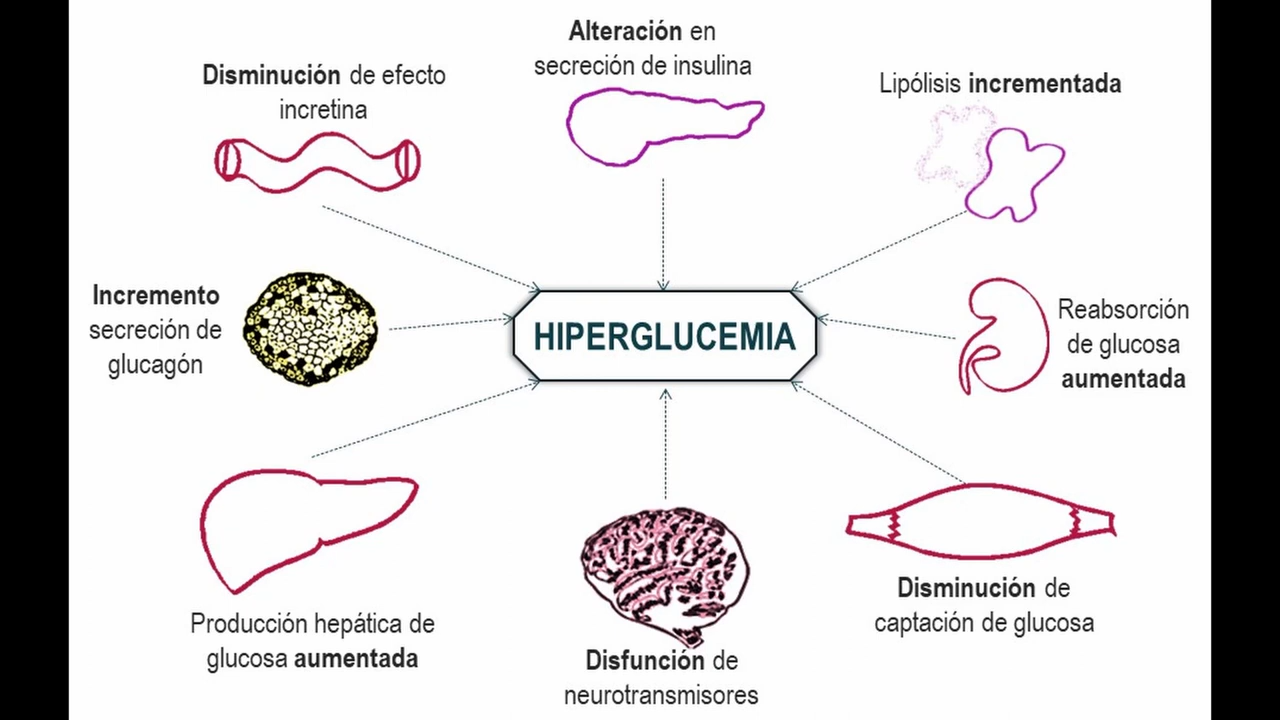 Alteración en
secreción de insulina
Disminución de efecto
incretina
Lipólisis incrementada
Incremento
secreción de
glucagón
HIPERGLUCEMIA
Reabsorción
de glucosa
aumentada
Producción hepática de
glucosa aumentada
Disfunción de
neurotransmisores
Disminución de
captación de glucosa